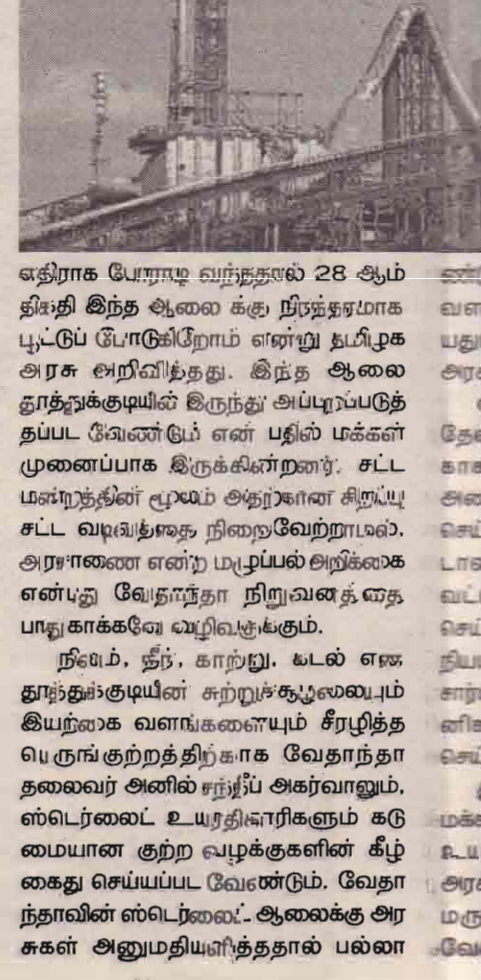 எதிராக போராடி வந்ததால் 28 ஆம்
திகதி இந்த ஆலை க்கு நிரந்தரமாக
பூட்டுப் போடுகிறோம் என்று தமிழக
அரசு அறிவித்தது. இந்த ஆலை
தூத்துக்குடியில் இருந்து அப்புறப்படுத்
தப்பட வேண்டும் என் பதில் மக்கள்
முனைப்பாக இருக்கின்றனர். சட்ட
மன்றத்தின் மூலம் அதற்கான சிறப்பு
சட்ட வடிவத்தை நிறைவேற்றாமல்,
அரசாணை என்ற மழுப்பல் அறிக்கை
என்பது வேதாந்தா நிறுவனத்தை
பாதுகாக்கவே வழிவகுக்கும்.
நிலம், நீர், காற்று, கடல் என
தூத்துக்குடியின் சுற்றுச்சூழலையும்
இயற்கை வளங்களையும் சீரழித்த
பெருங்குற்றத்திற்காக வேதாந்தா
தலைவர் அனில் அகர்வாலும்,
ஸ்டெர்லைட் உயரதிகாரிகளும் கடு
மையான குற்ற வழக்குகளின் கீழ்
கைது செய்யப்பட வேண்டும். வேதா
ந்தாவின் ஸ்டெர்லைட் ஆலைக்கு அர
சுகள் அனுமதியளித்ததால் பல்லா